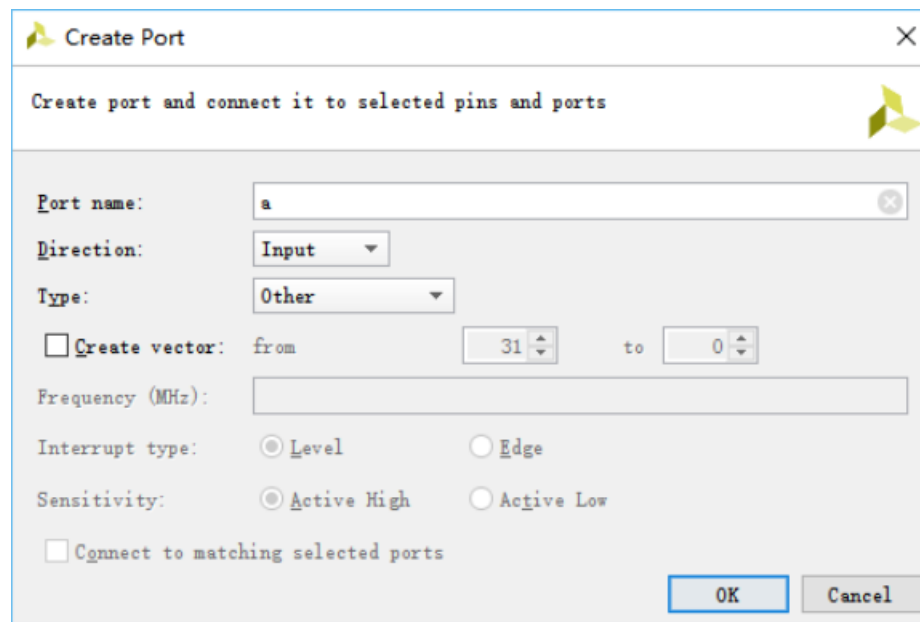 Create Port
Create port and connect it to selected pins and ports
Port name: a
Direction: Input
Type: Other
Create vector: from 31 to 0
Frequency (MHz):
Interrupt type: Level Edge
Sensitivity: Active High Active Low
Connect to matching selected ports
OK Cancel